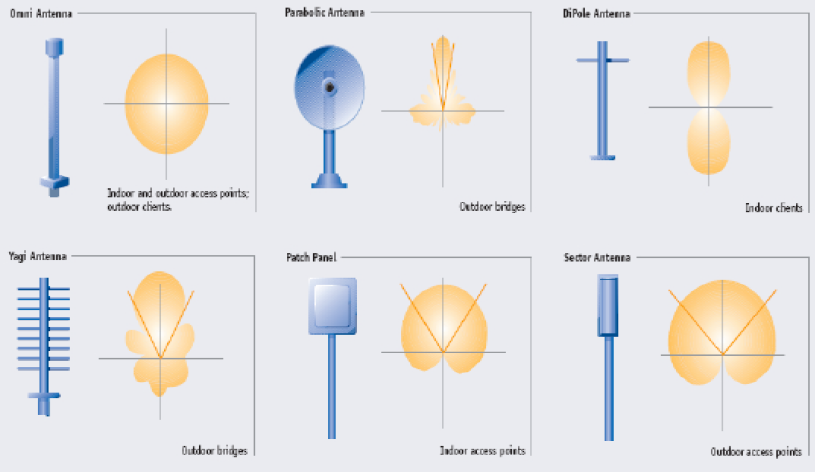 Omni Antenna
Indoor and outdoor access points;
outdoor clients.
Parabolic Antenna
Outdoor bridges
DiPole Antenna
Indoor clients
Yagi Antenna
Outdoor bridges
Patch Panel
Indoor access points
Sector Antenna
Outdoor access points